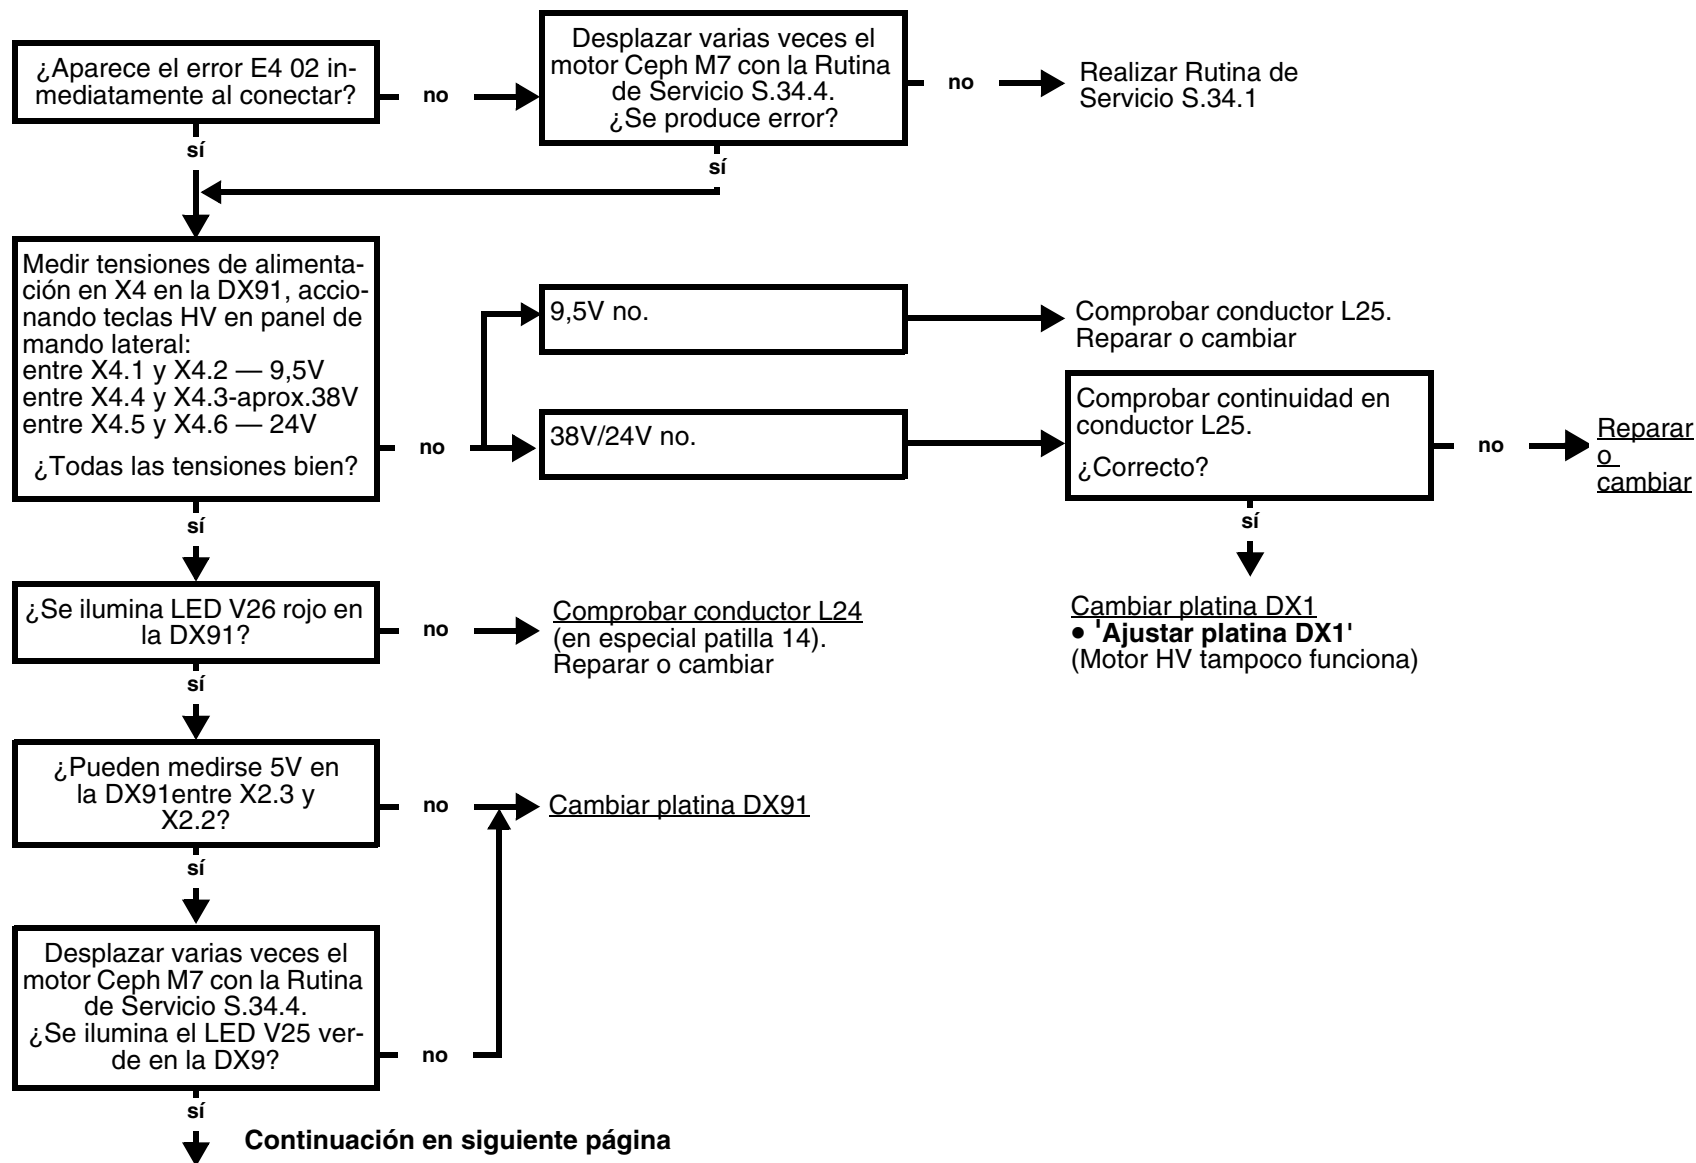 ¿Aparece el error E4 02 in-
mediatamente al conectar?
no
Desplazar varias veces el
motor Ceph M7 con la Rutina
de Servicio S.34.4.
¿Se produce error?
no
Realizar Rutina de
Servicio S.34.1
sí
sí
Medir tensiones de alimenta-
ción en X4 en la DX91, accio-
nando teclas HV en panel de
mando lateral:
entre X4.1 y X4.2 — 9,5V
entre X4.4 y X4.3-aprox.38V
entre X4.5 y X4.6 — 24V
¿Todas las tensiones bien?
no
9,5V no.
Comprobar conductor L25.
Reparar o cambiar
38V/24V no.
Comprobar continuidad en
conductor L25.
¿Correcto?
no
Reparar
o
cambiar
sí
sí
Cambiar platina DX1
• 'Ajustar platina DX1'
(Motor HV tampoco funciona)
¿Se ilumina LED V26 rojo en
la DX91?
no
Comprobar conductor L24
(en especial patilla 14).
Reparar o cambiar
sí
¿Pueden medirse 5V en
la DX91entre X2.3 y
X2.2?
no
Cambiar platina DX91
sí
Desplazar varias veces el
motor Ceph M7 con la Rutina
de Servicio S.34.4.
¿Se ilumina el LED V25 ver-
de en la DX9?
no
sí
Continuación en siguiente página